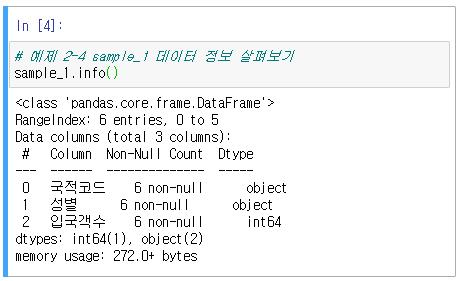 In [4]:
# 예제 2-4 sample_1 데이터 정보 살펴보기
sample_1.info()
<class 'pandas.core.frame.DataFrame'>
RangeIndex: 6 entries, 0 to 5
Data columns (total 3 columns):
 #   Column  Non-Null Count  Dtype
---  ------  --------------  -----
 0   국적코드    6 non-null      object
 1   성별      6 non-null      object
 2   입국객수    6 non-null      int64
dtypes: int64(1), object(2)
memory usage: 272.0+ bytes